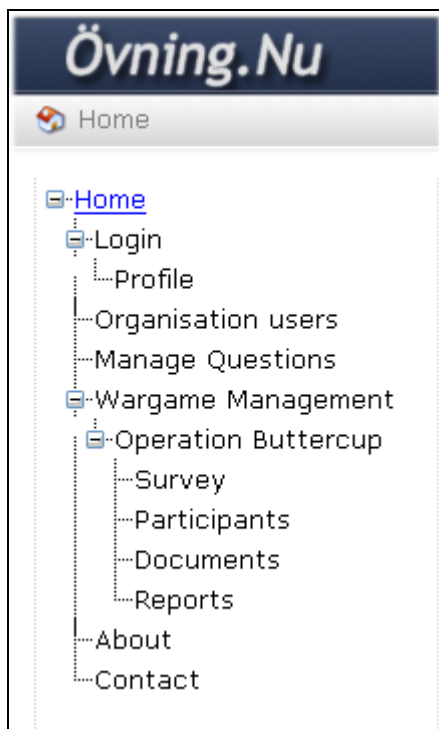 Övning.Nu
Home
Home
Login
Profile
Organisation users
Manage Questions
Wargame Management
Operation Buttercup
Survey
Participants
Documents
Reports
About
Contact